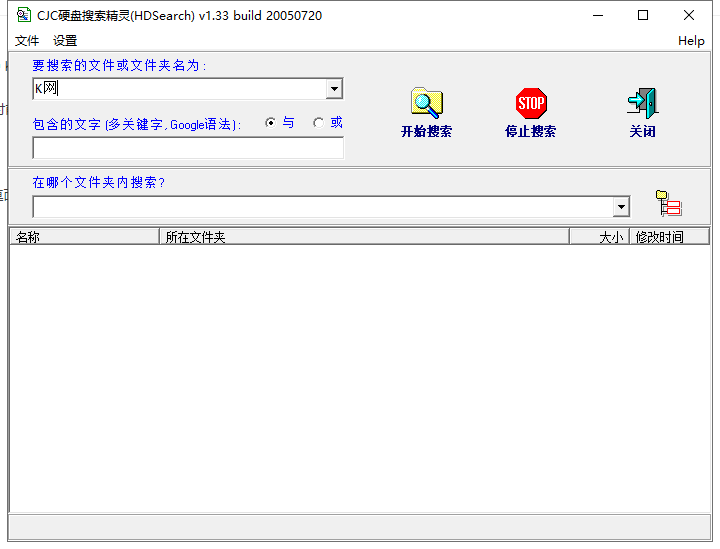 CJC硬盘搜索精灵(HDSearch) v1.33 build 20050720
文件 设置 Help
要搜索的文件或文件夹名为:
K网
包含的文字(多关键字, Google语法): 与 或
开始搜索 停止搜索 关闭
STOP
在哪个文件夹内搜索?
名称 所在文件夹 大小 修改时间